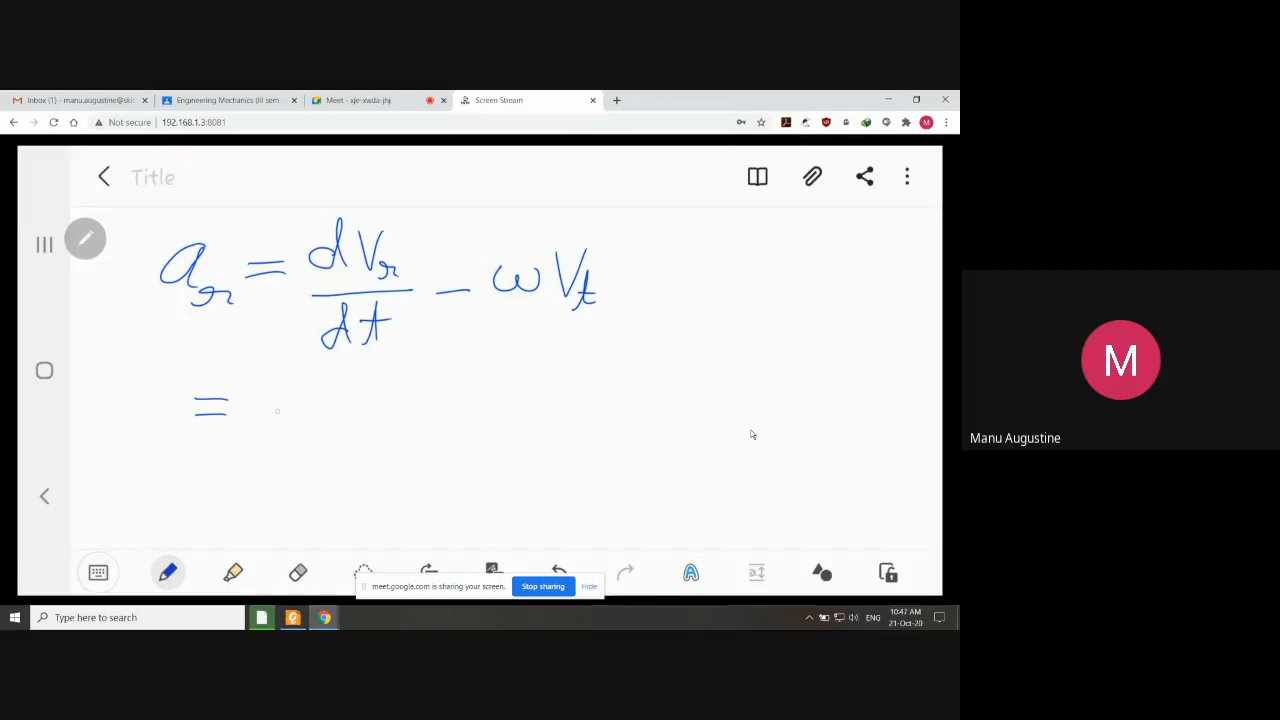 Inbox (1) - manu.augustine@ski
Engineering Mechanics (III sem -
Meet - xje-xwda-jhj
Screen Stream
Not secure | 192.168.1.3:8081
Title
a_r = dV_r/dt - ωV_t
=
M
Manu Augustine
meet.google.com is sharing your screen.
Stop sharing
Hide
Type here to search
ENG
10:47 AM
21-Oct-20